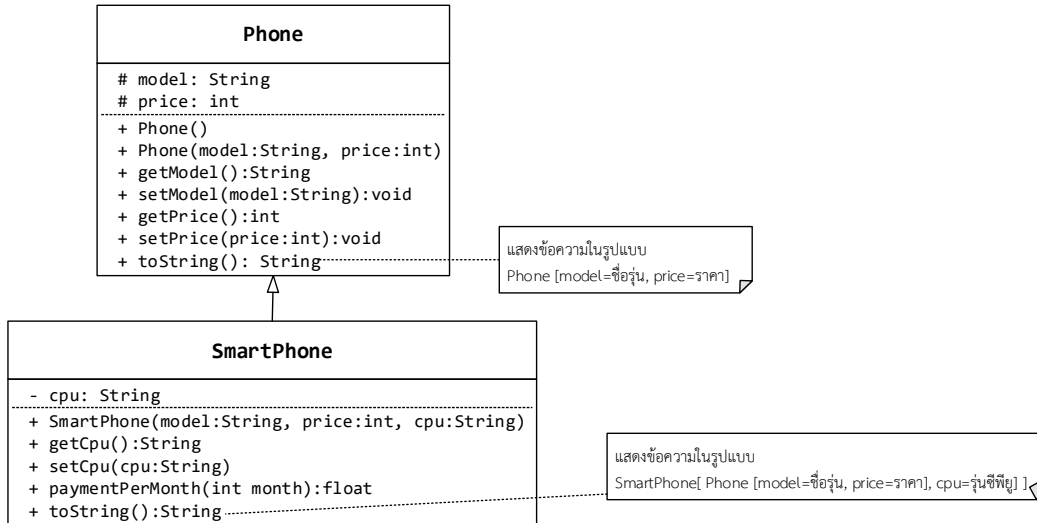 Phone
# model: String
# price: int
+ Phone()
+ Phone(model:String, price:int)
+ getModel():String
+ setModel(model:String):void
+ getPrice():int
+ setPrice(price:int):void
+ toString(): String
แสดงข้อความในรูปแบบ
Phone [model=ชื่อรุ่น, price=ราคา]
SmartPhone
- cpu: String
+ SmartPhone(model:String, price:int, cpu:String)
+ getCpu():String
+ setCpu(cpu:String)
+ paymentPerMonth(int month):float
+ toString():String
แสดงข้อความในรูปแบบ
SmartPhone[ Phone [model=ชื่อรุ่น, price=ราคา], cpu=รุ่นซีพียู] ]